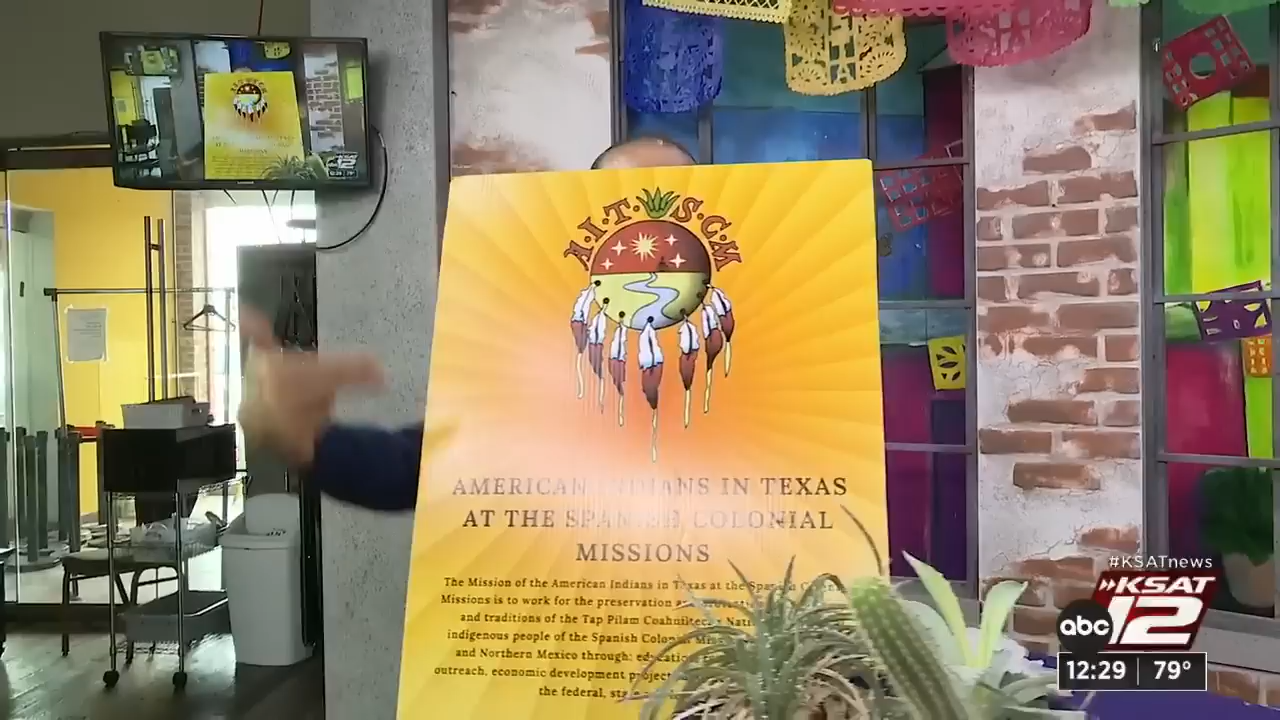 A·I·T· S·C·M
AMERICAN INDIANS IN TEXAS
AT THE SPANISH COLONIAL
MISSIONS
The Mission of the American Indians in Texas at the Spanish
Missions is to work for the preservation
and traditions of the Tap Pilam Coahuiltecan
indigenous people of the Spanish Colonial
and Northern Mexico through: education
outreach, economic development
the federal,
#KSATnews
KSAT
abc 12
12:29 79°